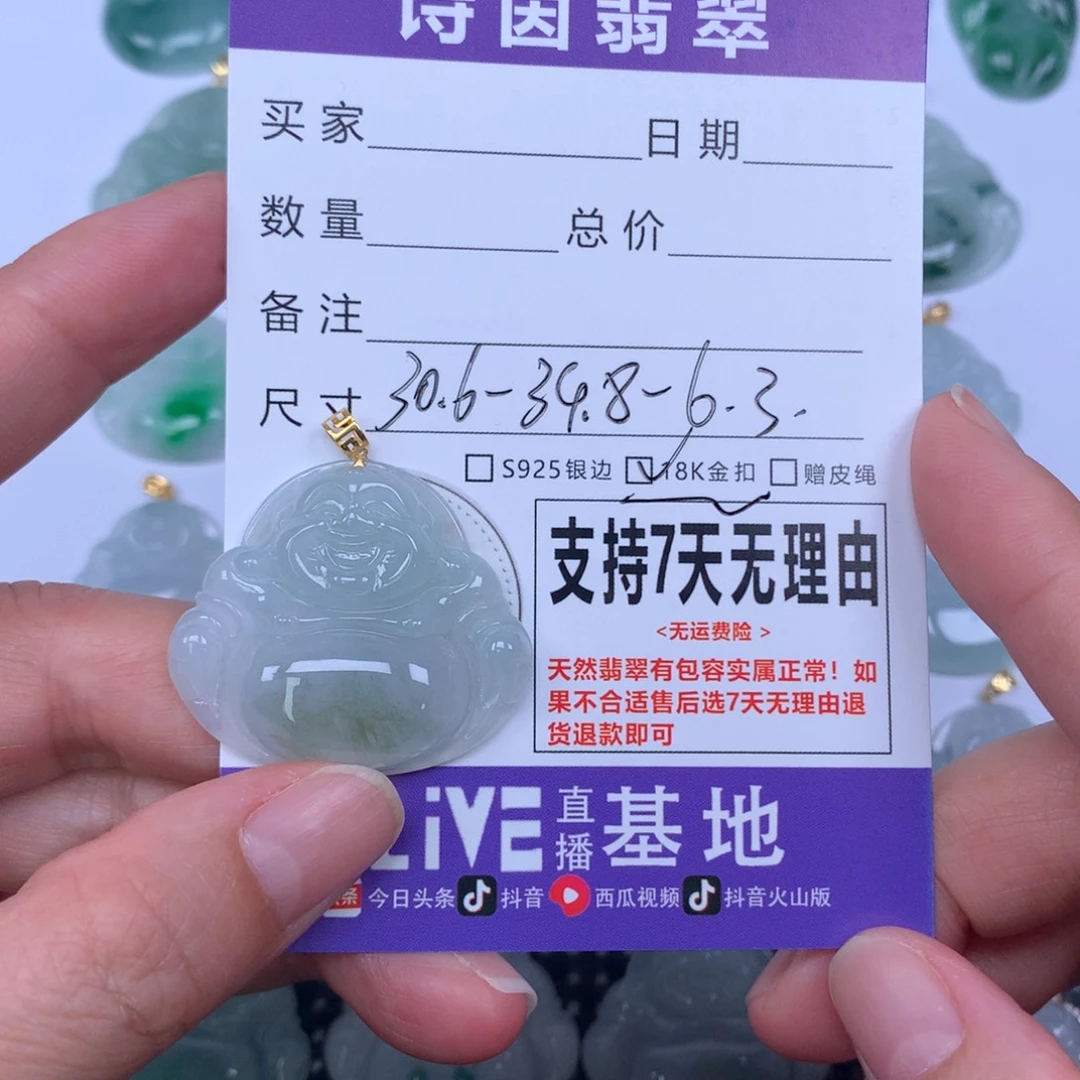 诗因翡翠
买家 日期
数量 总价
备注
尺寸 30.6-34.8-6.3.
S925银边 18K金扣 赠皮绳
支持7天无理由
<无运费险>
天然翡翠有包容实属正常！如
果不合适售后选7天无理由退
货退款即可
LiVE 直播 基地
头条 今日头条 抖音 西瓜视频 抖音火山版